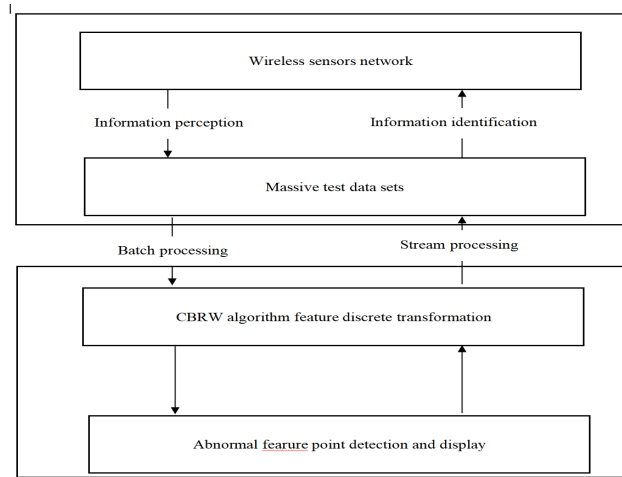 Wireless sensors network
Information perception
Information identification
Massive test data sets
Batch processing
Stream processing
CBRW algorithm feature discrete transformation
Abnormal fearure point detection and display